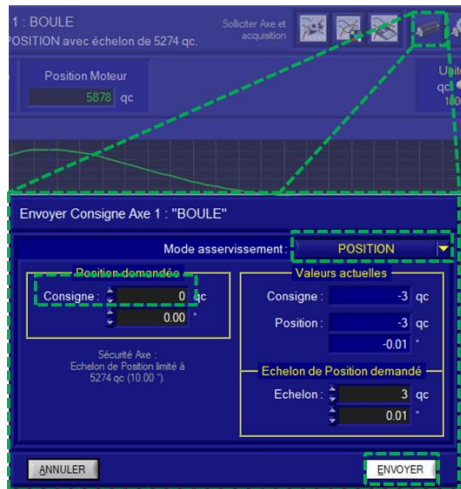 1 : BOULE
POSITION avec échelon de 5274 qc.
Solliciter Axe et
acquisition
Position Moteur
5878 qc
Unité
qc
Envoyer Consigne Axe 1 : "BOULE"
Mode asservissement : POSITION
Position demandée
Consigne : 0 qc
0.00 °
Sécurité Axe :
Echelon de Position limité à
5274 qc (10.00 °).
Valeurs actuelles
Consigne : -3 qc
Position : -3 qc
-0.01 °
Echelon de Position demandé
Echelon : 3 qc
0.01 °
ANNULER
ENVOYER